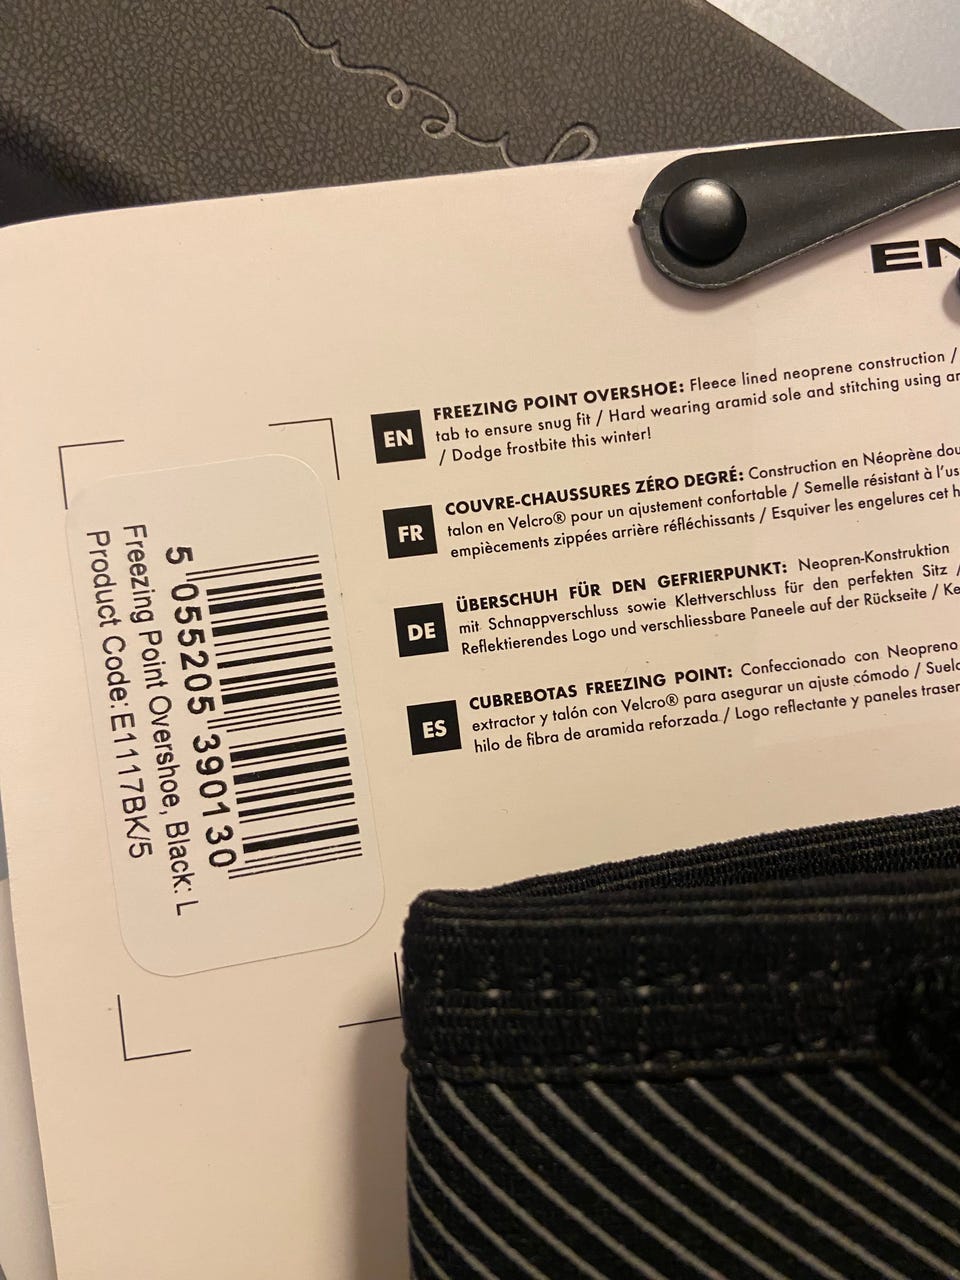 EN
FREEZING POINT OVERSHOE: Fleece lined neoprene construction /
tab to ensure snug fit / Hard wearing aramid sole and stitching using
/ Dodge frostbite this winter!
FR
COUVRE-CHAUSSURES ZÉRO DEGRÉ: Construction en Néoprène
talon en Velcro® pour un ajustement confortable / Semelle résistant à
empiècements zippées arrière réfléchissants / Esquiver les engelures cet
DE
ÜBERSCHUH FÜR DEN GEFRIERPUNKT: Neopren-Konstruktion
mit Schnappverschluss sowie Klettverschluss für den perfekten Sitz /
Reflektierendes Logo und verschliessbare Paneele auf der Rückseite /
ES
CUBREBOTAS FREEZING POINT: Confeccionado con Neopreno
extractor y talón con Velcro® para asegurar un ajuste cómodo /
hilo de fibra de aramida reforzada / Logo reflectante y paneles
5 055205 390130
Freezing Point Overshoe, Black: L
Product Code:E1117BK/5